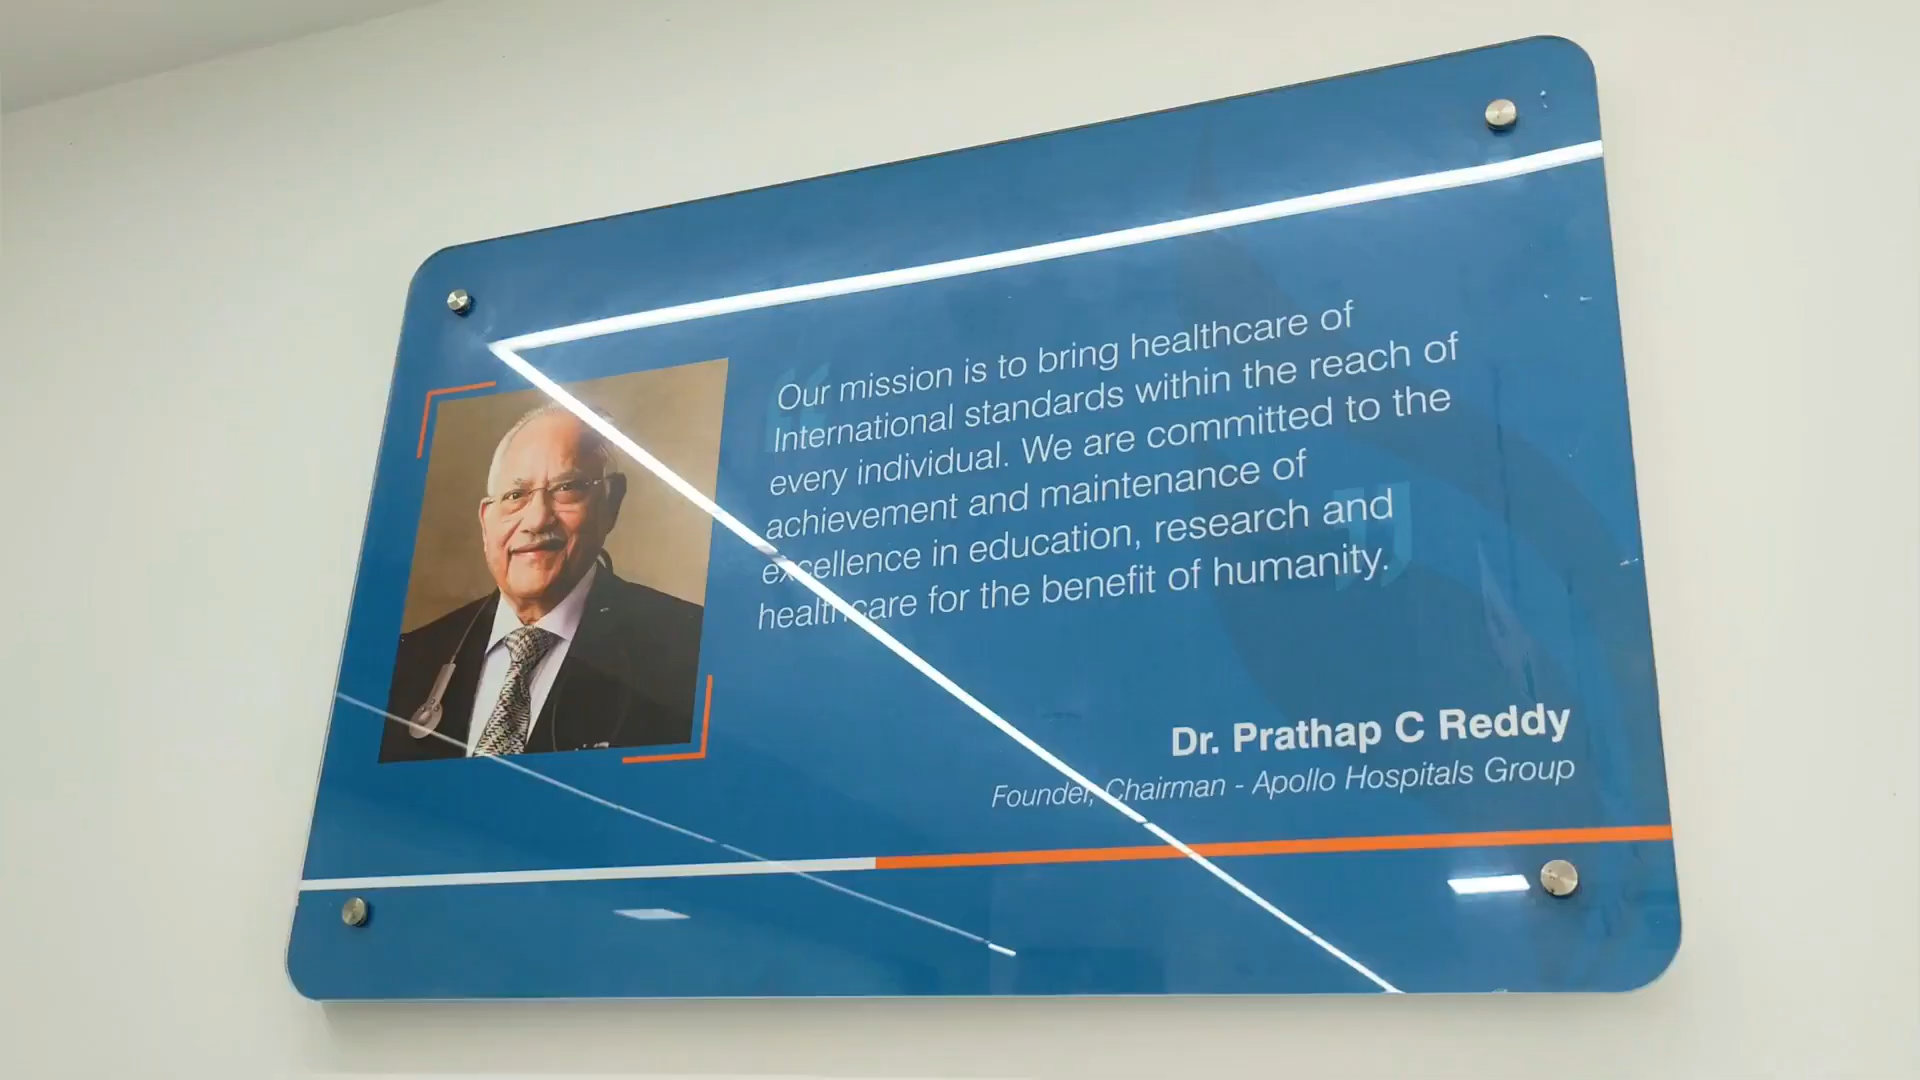 Our mission is to bring healthcare of
International standards within the reach of
every individual. We are committed to the
achievement and maintenance of
excellence in education, research and
healthcare for the benefit of humanity.
Dr. Prathap C Reddy
Founder, Chairman - Apollo Hospitals Group